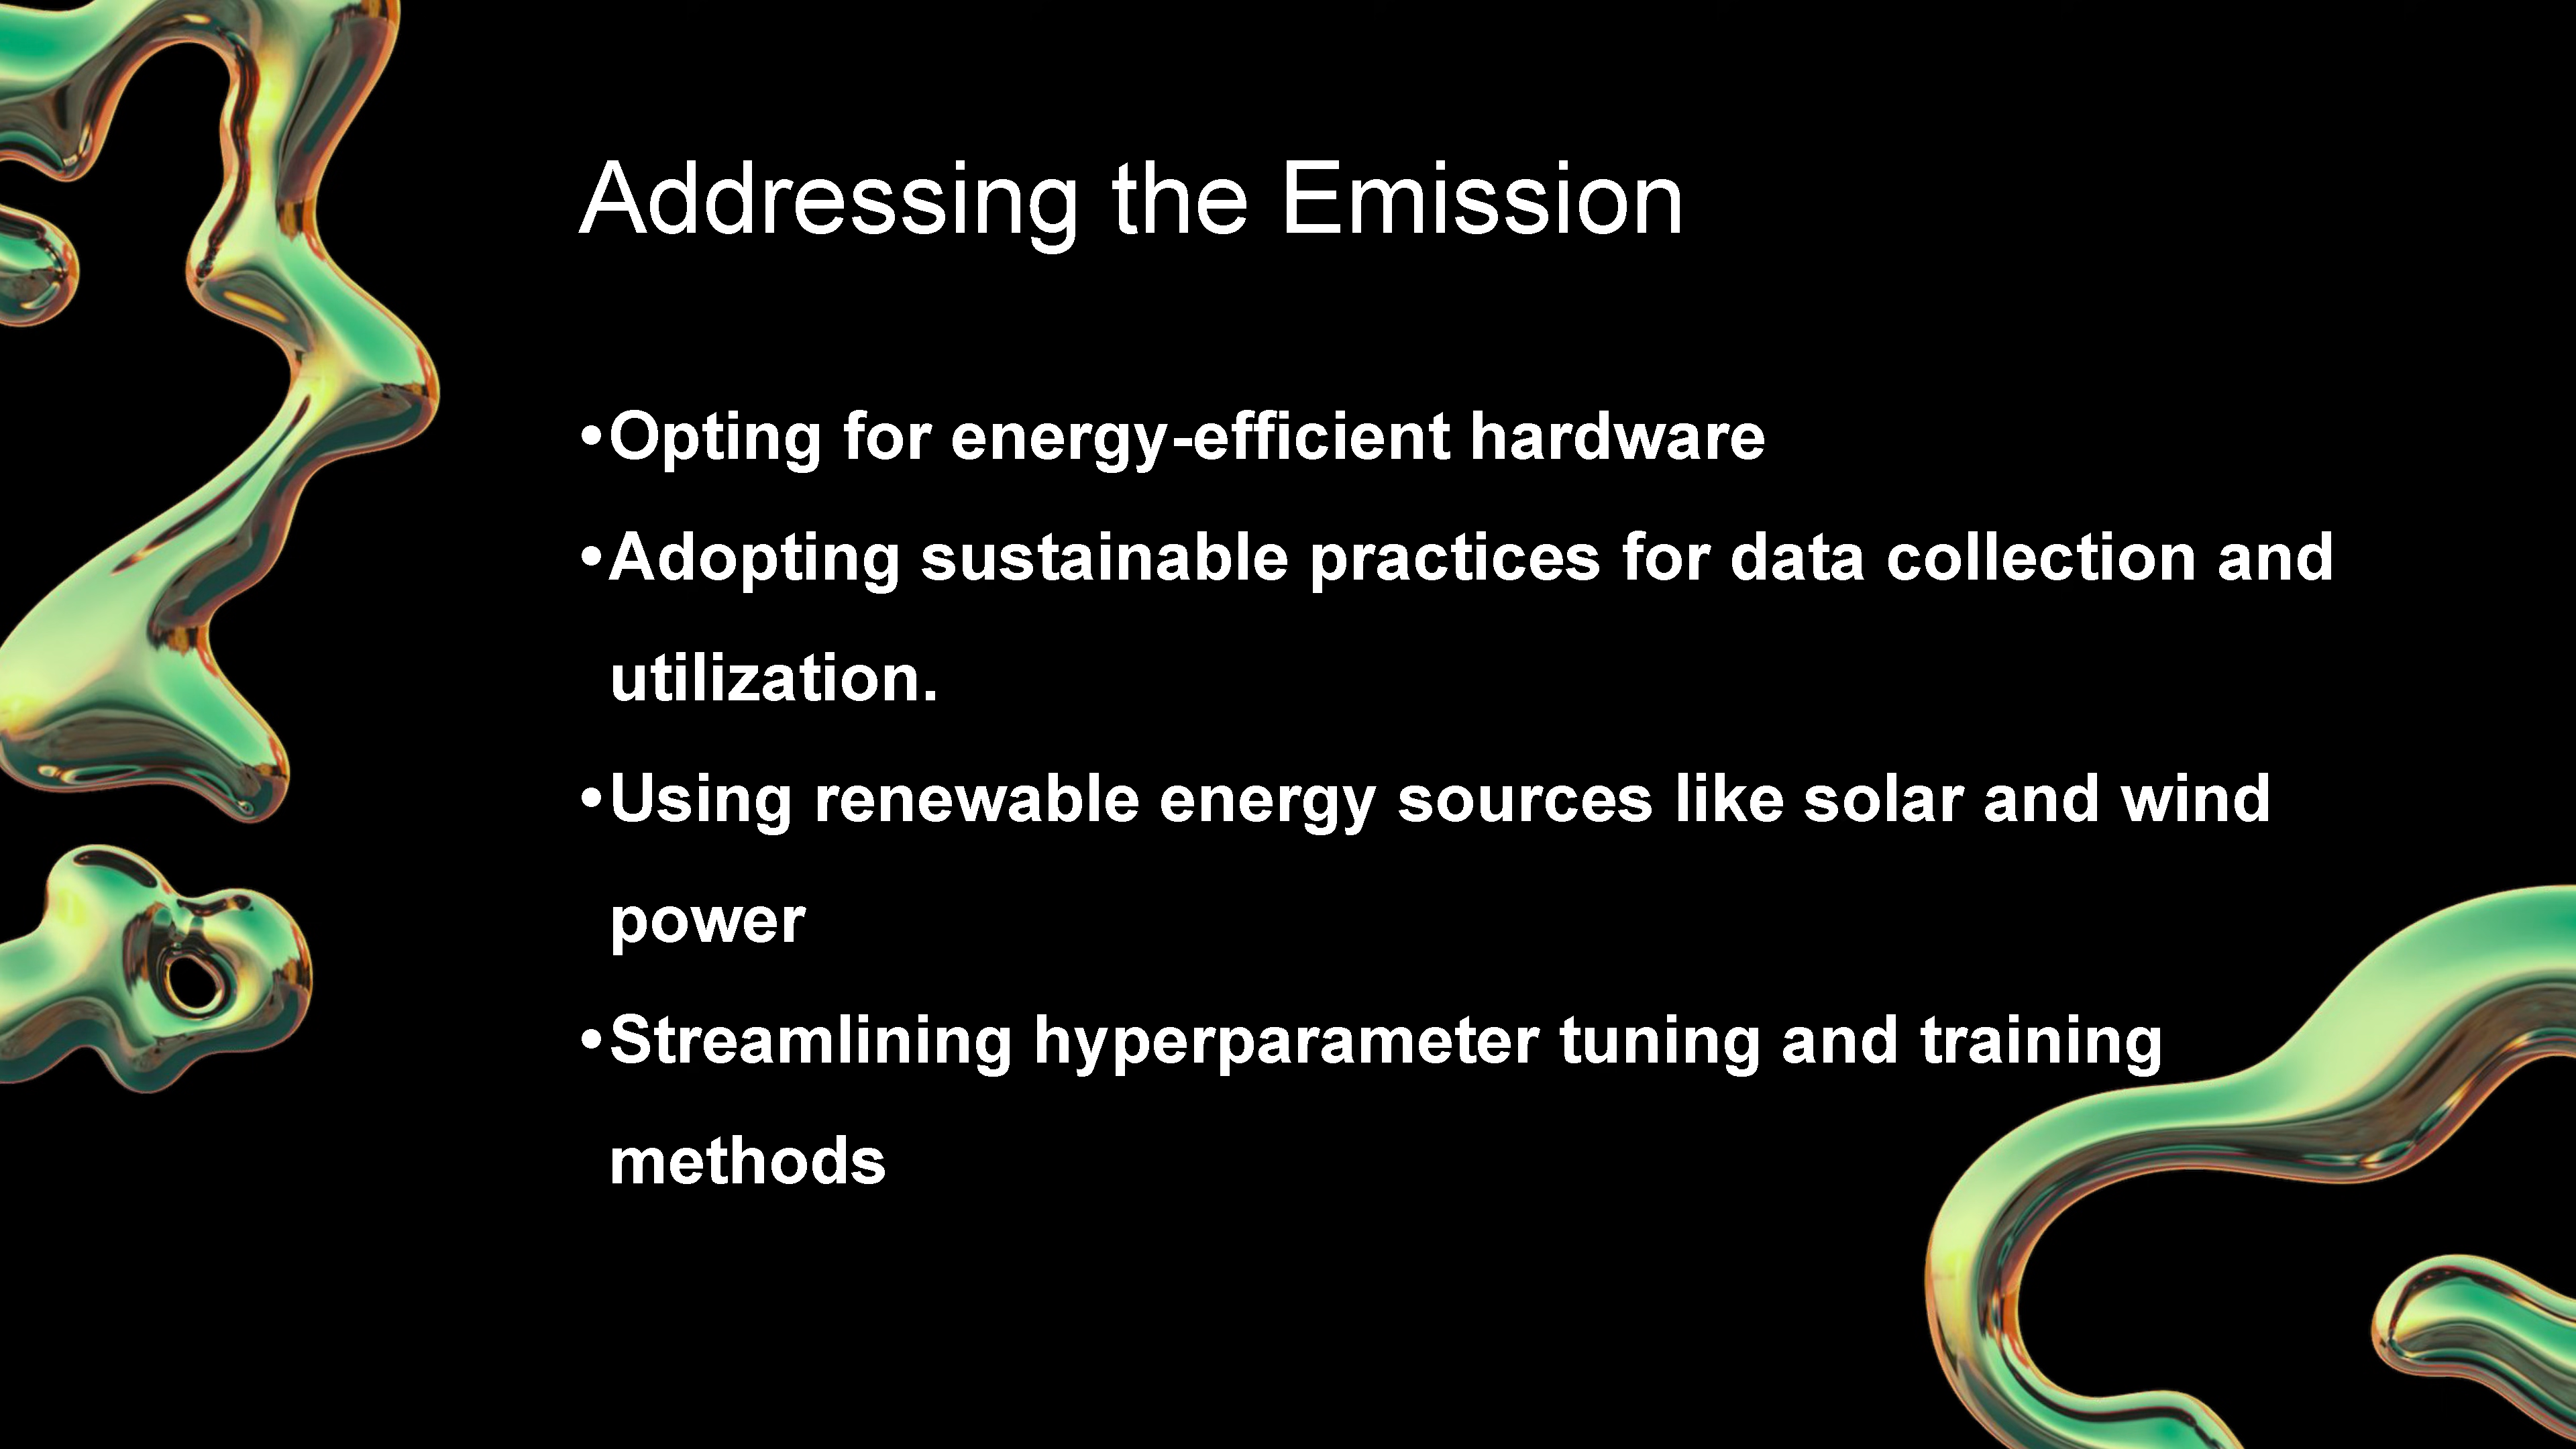 Addressing the Emission
•Opting for energy-efficient hardware
•Adopting sustainable practices for data collection and
utilization.
•Using renewable energy sources like solar and wind
power
•Streamlining hyperparameter tuning and training
methods